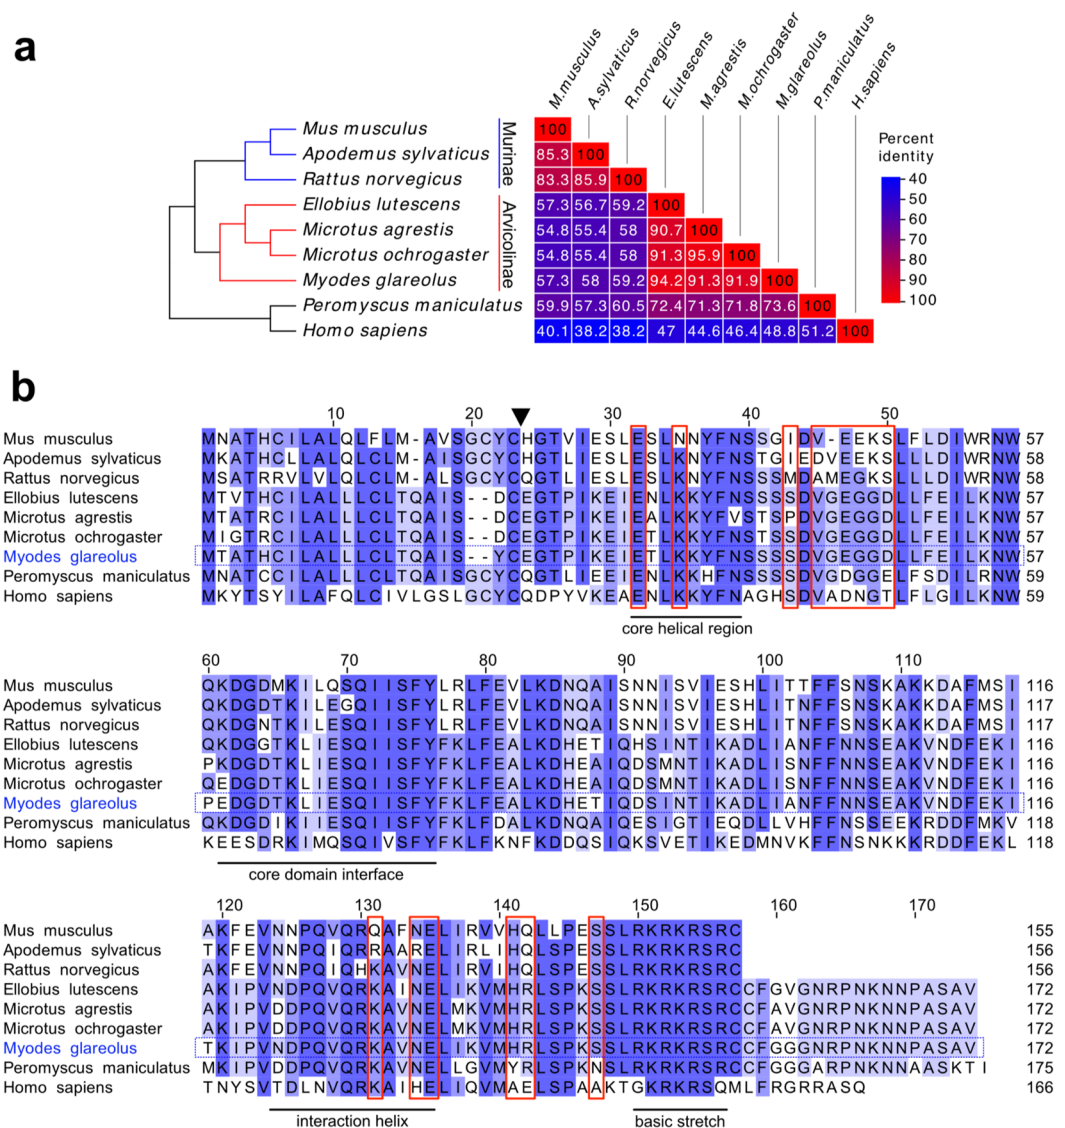 a
M.musculus
A.sylvaticus
R.norvegicus
E.lutescens
M.agrestis
M.ochrogaster
M.glareolus
P.maniculatus
H.sapiens
Mus musculus 100
Apodemus sylvaticus 85.3 100
Rattus norvegicus 83.3 85.9 100
Ellobius lutescens 57.3 56.7 59.2 100
Microtus agrestis 54.8 55.4 58 90.7 100
Microtus ochrogaster 54.8 55.4 58 91.3 95.9 100
Myodes glareolus 57.3 58 59.2 94.2 91.3 91.9 100
Peromyscus maniculatus 59.9 57.3 60.5 72.4 71.3 71.8 73.6 100
Homo sapiens 40.1 38.2 38.2 47 44.6 46.4 48.8 51.2 100
Murinae
Arvicolinae
Percent
identity
40
50
60
70
80
90
100
b
10 20 30 40 50
Mus musculus MNATHCILALQLFLM-AVSGCYCHGTVIESLESLNNYFNSSGIDV-EEKSLFLDIWRNW 57
Apodemus sylvaticus MKATHCLLALQLYLM-AISGCYCHGTLIESLESLKNYFNSTGIEDVEEKSLLLDIWRNW 58
Rattus norvegicus MSATRRVLVLQLCLM-ALSGCYCQGTLIESLESLKNYFNSSSMDAMEGKSLLLDIWRNW 58
Ellobius lutescens MTVTHCILALLLCLTQAIS--DCEGTPIKEIENLKKYFNSSSSDVGEGGDLLFEILKNW 57
Microtus agrestis MTATRCILALLLCLTQAIS--DCEGTPIKEIEALKKYFVSTSPDVGEGGDLLFEILKNW 57
Microtus ochrogaster MIGTRCILALLLCLTQAIS--DCEGTPIKEIETLKKYFNSTSSDVGEGGDLLFEILKNW 57
Myodes glareolus MTATHCILALLLCLTQAIS--YCEGTPIKEIETLKKYFNSSSSDVGEGGDLLFEILKNW 57
Peromyscus maniculatus MNATCCILALLLCLTQAISGCYCQGTLIEEIENLKKHFNSSSSDVGDGGELFSDILRNW 59
Homo sapiens MKYTSYILAFQLCIVLGSLGCYCQDPYVKEAENLKKYFNAGHSDVADNGTLFLGILKNW 59
core helical region
60 70 80 90 100 110
Mus musculus QKDGDMKILQSQIISFYLRLFEVLKDNQAISNNISVIESHLITTFFSNSKAKKDAFMSI 116
Apodemus sylvaticus QKDGDTKILEGQIISFYLRLFEVLKDNQAISNNISVIESHLITNFFSNSKAKKDAFMSI 117
Rattus norvegicus QKDGNTKILESQIISFYLRLFEVLKDNQAISNNISVIESHLITNFFSNSKAKKDAFMSI 117
Ellobius lutescens QKDGGTKLIESQIISFYFKLFEALKDHETIQHSINTIKADLIANFFNNSEAKVNDFEKI 116
Microtus agrestis PKDGDTKLIESQIISFYFKLFEALKDHEAIQDSMNTIKADLIANFFNNSEAKVNDFEKI 116
Microtus ochrogaster QEDGDTKLIESQIISFYFKLFEALKDHEAIQDSMNTIKADLISNFFNNSEAKVNDFEKI 116
Myodes glareolus PEDGDTKLIESQIISFYFKLFEALKDHETIQDSINTIKADLIANFFNNSEAKVNDFEKI 116
Peromyscus maniculatus QKDGDIKIIESQIISFYFKLFDALKDNQAIQESIGTIEQDLLVHFFNSSEEKRDDFMKV 118
Homo sapiens KEESDRKIMQSQIVSFYFKLFKNFKDDQSIQKSVETIKEDMNVKFFNSNKKKRDDFEKL 118
core domain interface
120 130 140 150 160 170
Mus musculus AKFEVNNPQVQRQAFNELIRVVHQLLPESSLRKRKRSRC 155
Apodemus sylvaticus TKFEVNNPQIQRRAARELIRLIHQLSPESSLRKRKRSRC 156
Rattus norvegicus AKFEVNNPQIQHKAVNELIRVIHQLSPESSLRKRKRSRC 156
Ellobius lutescens AKIPVNDPQVQRKAINELIKVMHRLSPKSSLRKRKRSRCCFGVGNRPNKNNPASAV 172
Microtus agrestis AKIPVDDPQVQRKAVNELMKVMHRLSPKSSLRKRKRSRCCFAVGNRPNKNNPASAV 172
Microtus ochrogaster AKIPVDDPQVQRKAVNELMKVMHRLSPKSSLRKRKRSRCCFAVGNRPNKNNPASAV 172
Myodes glareolus TKIPVNDPQVQRKAVNELIKVMHRLSPKSSLRKRKRSRCCFGGGNRPNKNNPASAV 172
Peromyscus maniculatus MKIPVDDPQVQRKAVNELLGVMYRLSPKNSLRKRKRSRCCFGGGARPNKNNAASKTI 175
Homo sapiens TNYSVTDLNVQRKAIHELIQVMAELSPAAKTGKRKRSQMLFRGRRASQ 166
interaction helix
basic stretch